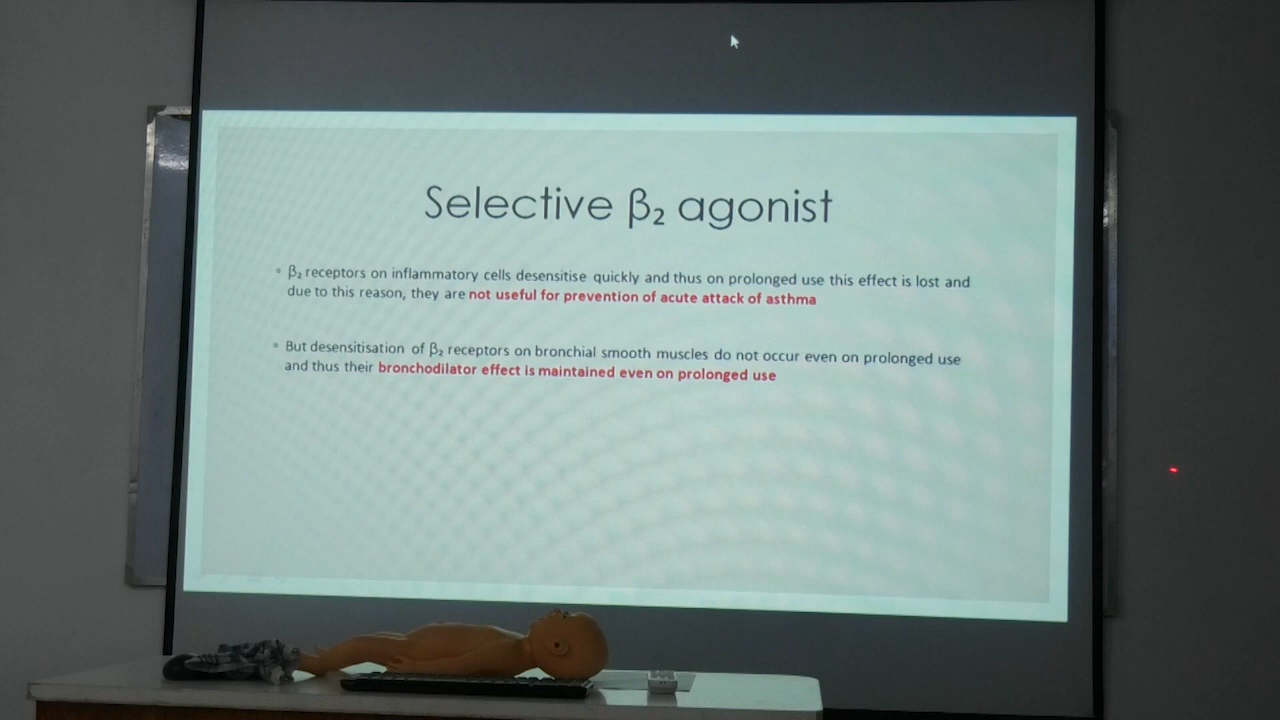 Selective β₂ agonist
◦ β₂ receptors on inflammatory cells desensitise quickly and thus on prolonged use this effect is lost and
due to this reason, they are not useful for prevention of acute attack of asthma
◦ But desensitisation of β₂ receptors on bronchial smooth muscles do not occur even on prolonged use
and thus their bronchodilator effect is maintained even on prolonged use